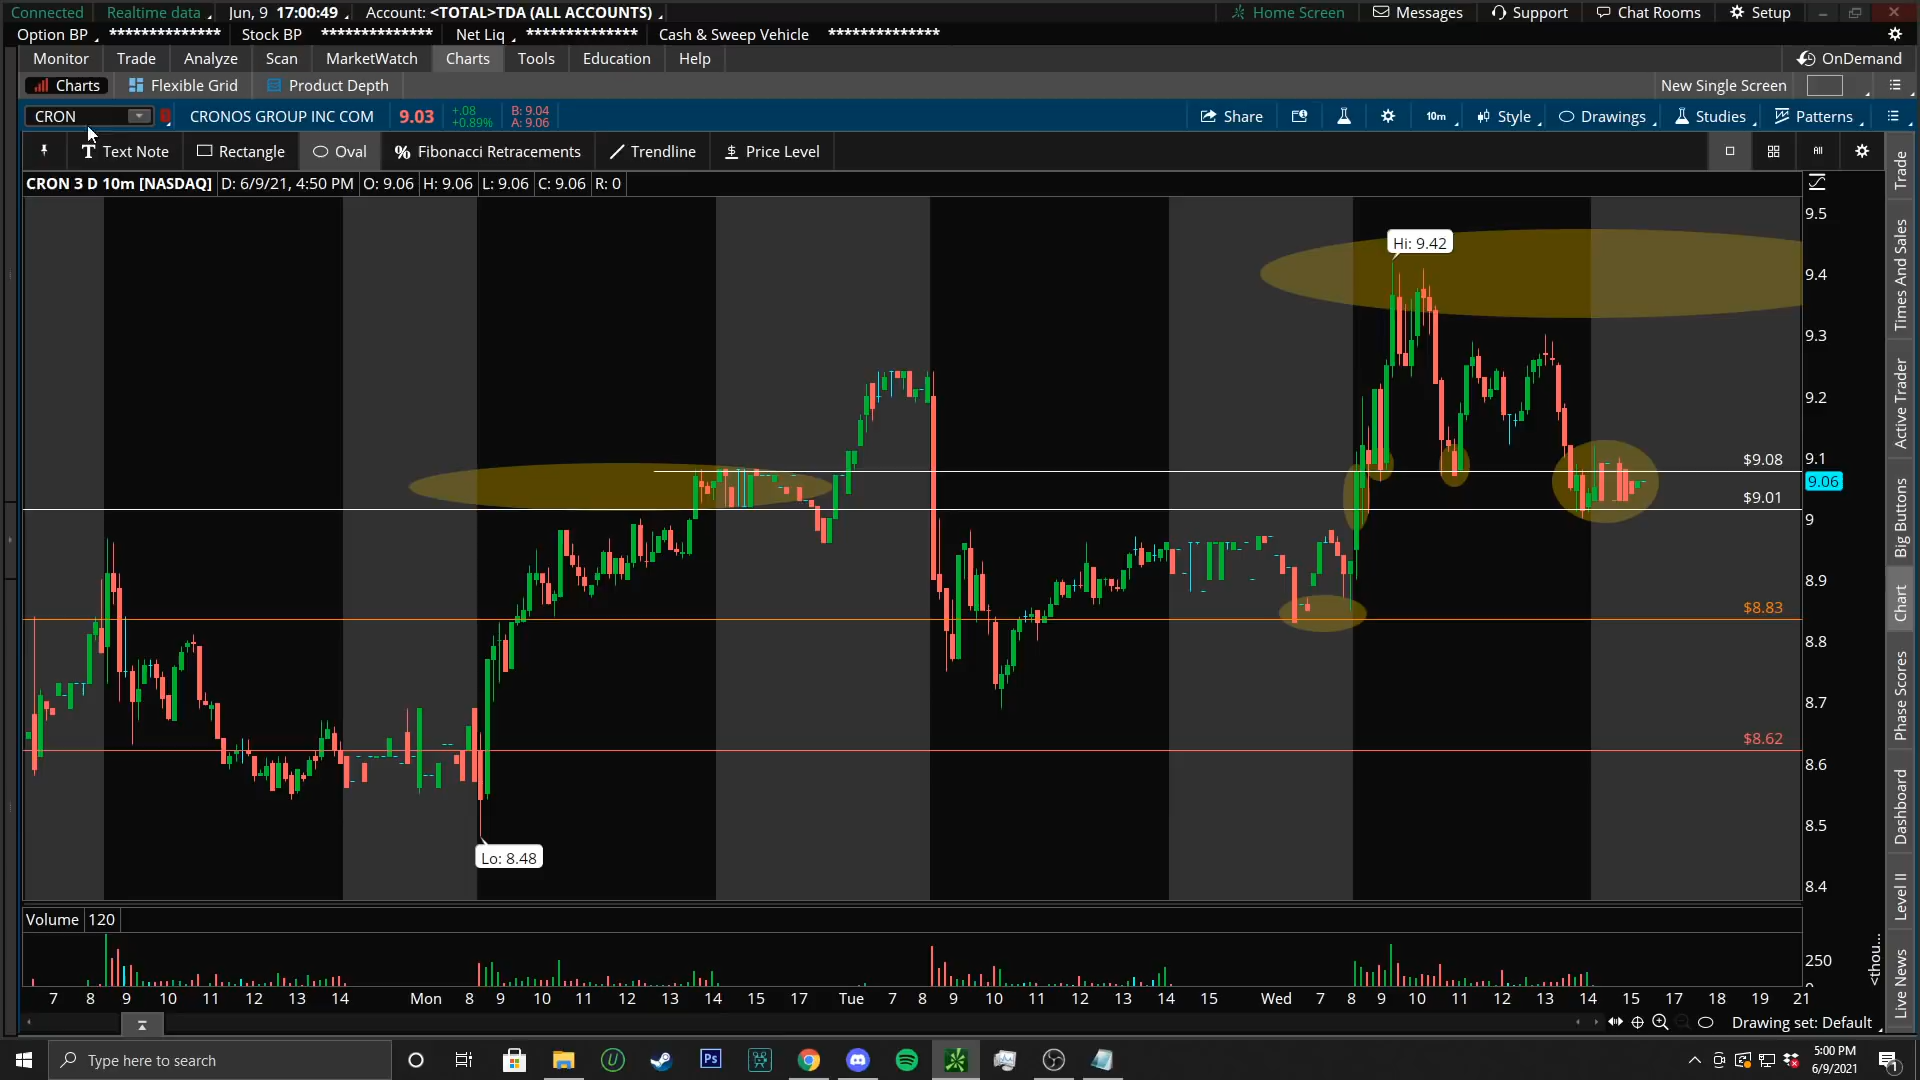 Connected Realtime data Jun, 9 17:00:49 Account: <TOTAL>TDA (ALL ACCOUNTS) Home Screen Messages Support Chat Rooms Setup
Option BP ************** Stock BP ************** Net Liq ************** Cash & Sweep Vehicle **************
Monitor Trade Analyze Scan MarketWatch Charts Tools Education Help OnDemand
Charts Flexible Grid Product Depth New Single Screen
CRON CRONOS GROUP INC COM 9.03 +.08 +0.89% B: 9.04 A: 9.06 Share 10m Style Drawings Studies Patterns
T Text Note Rectangle Oval % Fibonacci Retracements Trendline $ Price Level All
CRON 3 D 10m [NASDAQ] D: 6/9/21, 4:50 PM O: 9.06 H: 9.06 L: 9.06 C: 9.06 R: 0
9.5
Hi: 9.42
9.4
9.3
9.2
$9.08 9.1
9.06
$9.01
9
8.9
$8.83
8.8
8.7
$8.62
8.6
8.5
Lo: 8.48
8.4
Volume 120
250
0
<thou...
7 8 9 10 11 12 13 14 Mon 8 9 10 11 12 13 14 15 17 Tue 7 8 9 10 11 12 13 14 15 Wed 7 8 9 10 11 12 13 14 15 17 18 19 20 21
Drawing set: Default
Trade
Times And Sales
Active Trader
Big Buttons
Chart
Phase Scores
Dashboard
Level II
Live News
Type here to search
U
Ps
5:00 PM
6/9/2021
1